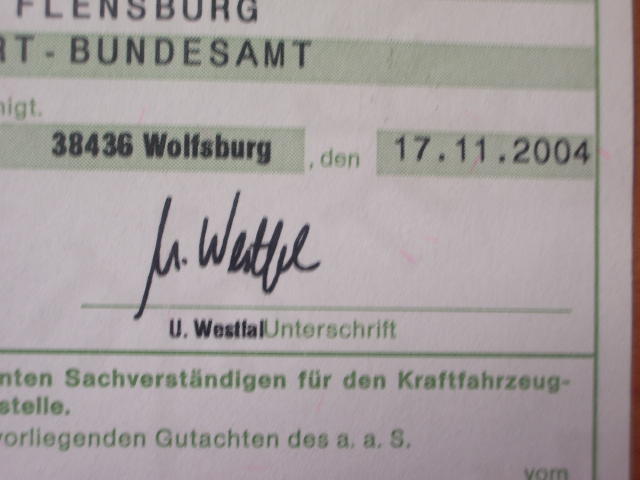 FLENSBURG
RT-BUNDESAMT
nigt.
38436 Wolfsburg , den 17.11.2004
U. Westfal
U. Westfal Unterschrift
nten Sachverständigen für den Kraftfahrzeug-
stelle.
vorliegenden Gutachten des a. a. S.
vom